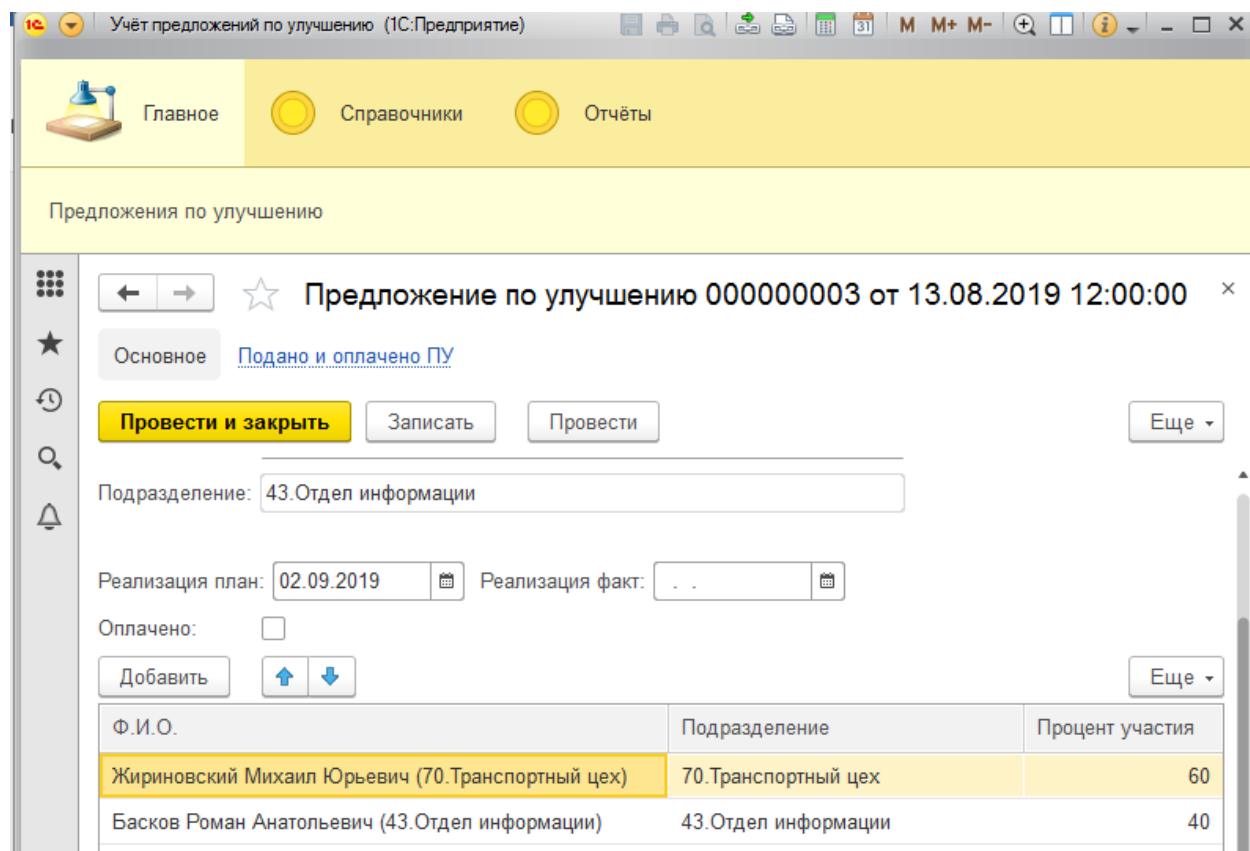 1С Учёт предложений по улучшению (1С:Предприятие) 31 M M+ M-
Главное Справочники Отчёты
Предложения по улучшению
Предложение по улучшению 000000003 от 13.08.2019 12:00:00
Основное Подано и оплачено ПУ
Провести и закрыть Записать Провести Еще
Подразделение: 43.Отдел информации
Реализация план: 02.09.2019 Реализация факт: . .
Оплачено:
Добавить Еще
Ф.И.О. Подразделение Процент участия
Жириновский Михаил Юрьевич (70.Транспортный цех) 70.Транспортный цех 60
Басков Роман Анатольевич (43.Отдел информации) 43.Отдел информации 40